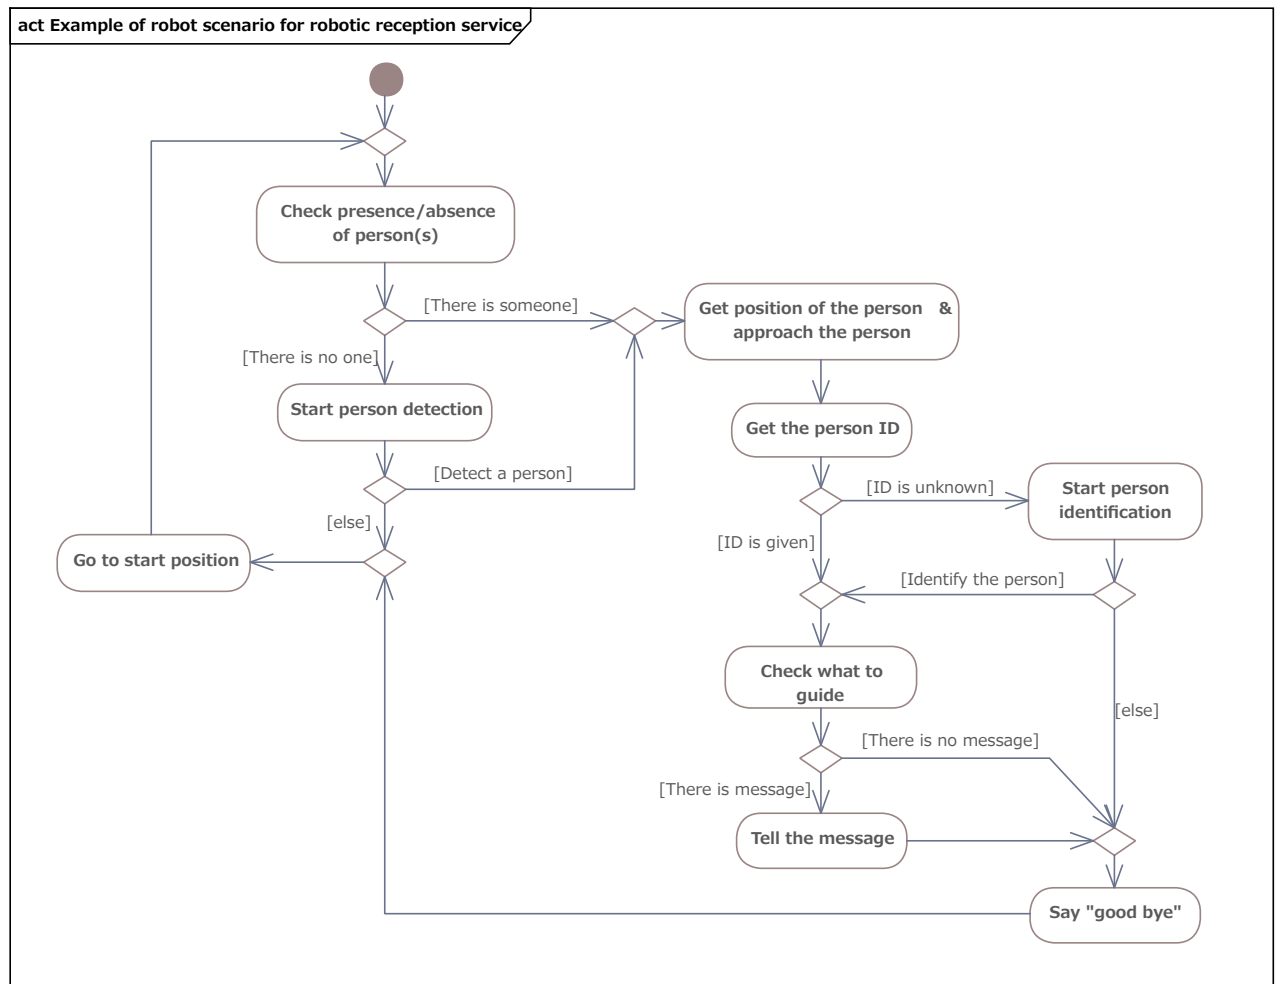 act Example of robot scenario for robotic reception service
Check presence/absence
of person(s)
[There is someone]
Get position of the person &
approach the person
[There is no one]
Start person detection
Get the person ID
[Detect a person]
[ID is unknown]
Start person
identification
[else]
[ID is given]
Go to start position
[Identify the person]
Check what to
guide
[else]
[There is no message]
[There is message]
Tell the message
Say "good bye"